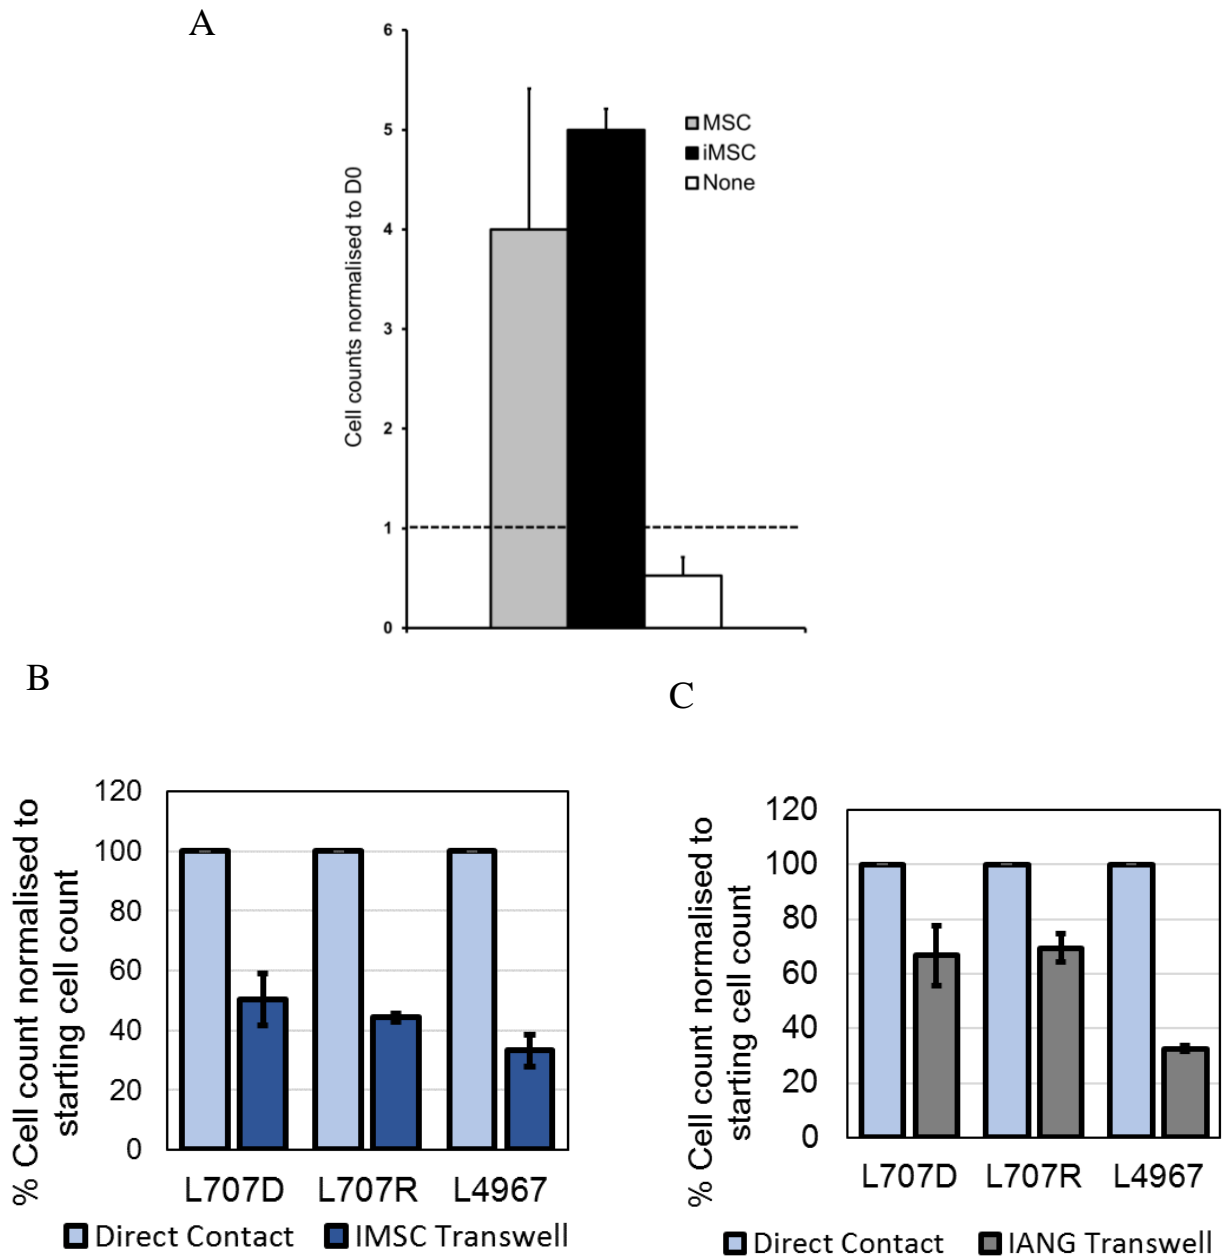 A
6
5
4
3
2
1
0
Cell counts normalised to D0
MSC
iMSC
None
B
120
100
80
60
40
20
0
% Cell count normalised to
starting cell count
L707D L707R L4967
Direct Contact IMSC Transwell
C
120
100
80
60
40
20
0
% Cell count normalised to
starting cell count
L707D L707R L4967
Direct Contact IANG Transwell